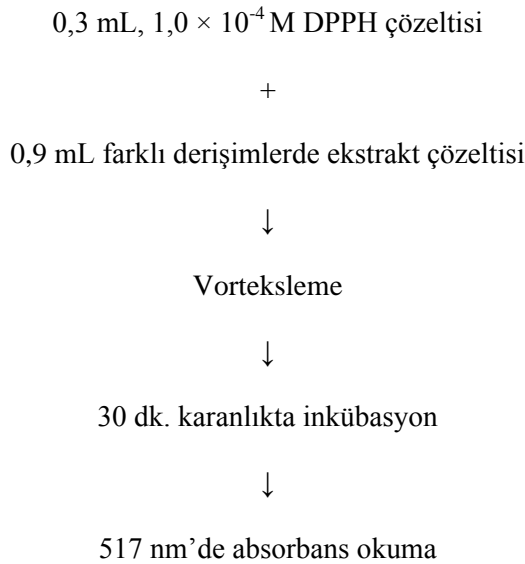 0,3 mL, 1,0 × 10⁻⁴ M DPPH çözeltisi
+
0,9 mL farklı derişimlerde ekstrakt çözeltisi
↓
Vorteksleme
↓
30 dk. karanlıkta inkübasyon
↓
517 nm’de absorbans okuma